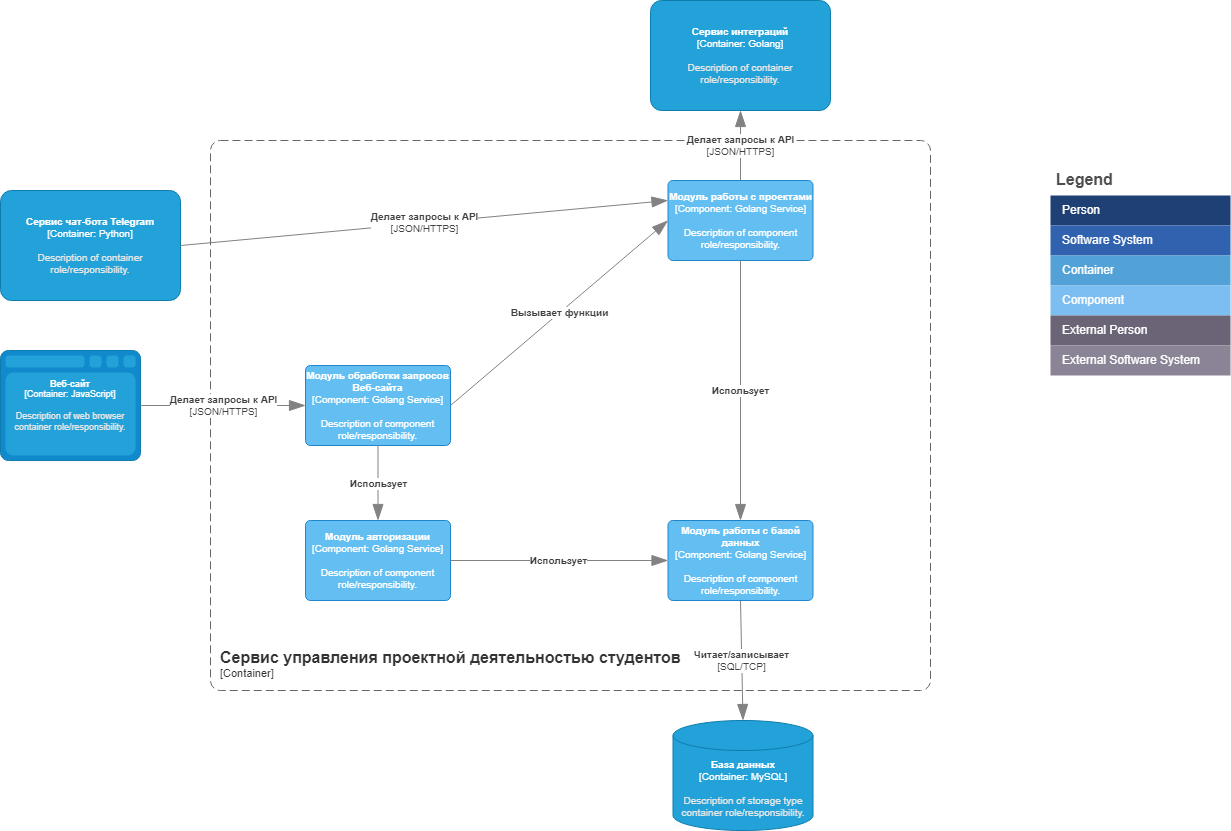 Сервис интеграций
[Container: Golang]
Description of container
role/responsibility.
Делает запросы к API
[JSON/HTTPS]
Legend
Person
Software System
Container
Component
External Person
External Software System
Модуль работы с проектами
[Component: Golang Service]
Description of component
role/responsibility.
Сервис чат-бота Telegram
[Container: Python]
Description of container
role/responsibility.
Делает запросы к API
[JSON/HTTPS]
Вызывает функции
Веб-сайт
[Container: JavaScript]
Description of web browser
container role/responsibility.
Делает запросы к API
[JSON/HTTPS]
Модуль обработки запросов
Веб-сайта
[Component: Golang Service]
Description of component
role/responsibility.
Использует
Использует
Модуль авторизации
[Component: Golang Service]
Description of component
role/responsibility.
Использует
Модуль работы с базой
данных
[Component: Golang Service]
Description of component
role/responsibility.
Сервис управления проектной деятельностью студентов
[Container]
Читает/записывает
[SQL/TCP]
База данных
[Container: MySQL]
Description of storage type
container role/responsibility.